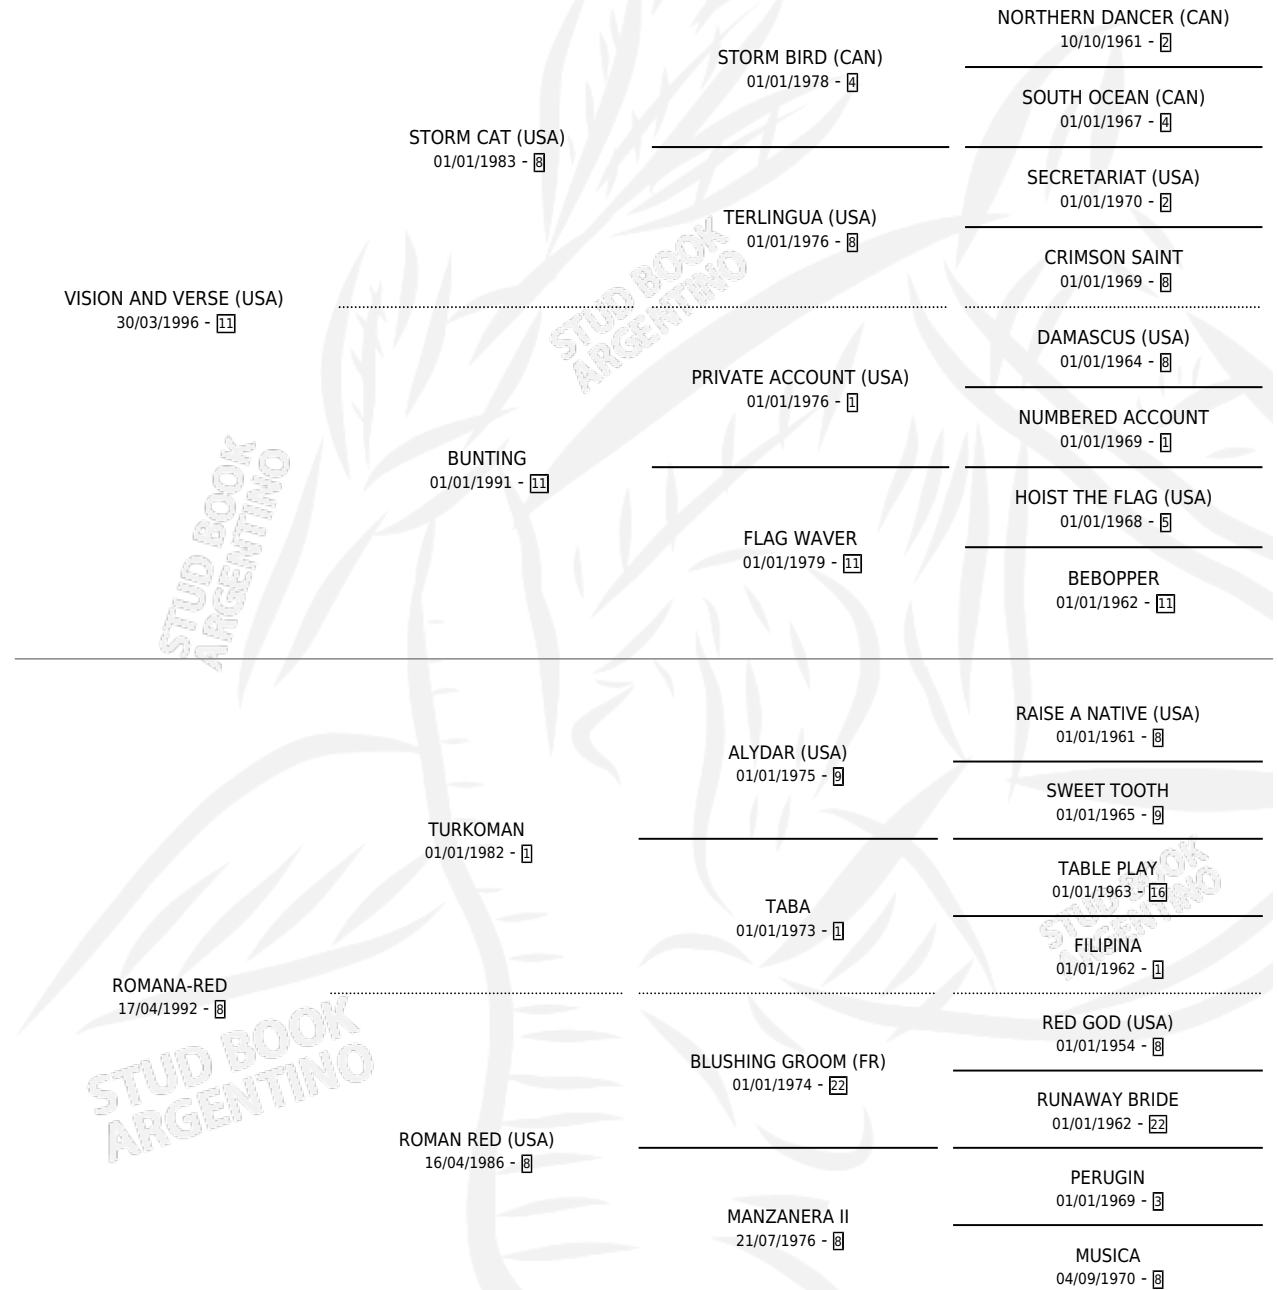 NORTHERN DANCER (CAN)
10/10/1961 - 2
STORM BIRD (CAN)
01/01/1978 - 4
SOUTH OCEAN (CAN)
01/01/1967 - 4
STORM CAT (USA)
01/01/1983 - 8
SECRETARIAT (USA)
01/01/1970 - 2
TERLINGUA (USA)
01/01/1976 - 8
CRIMSON SAINT
01/01/1969 - 8
VISION AND VERSE (USA)
30/03/1996 - 11
DAMASCUS (USA)
01/01/1964 - 8
PRIVATE ACCOUNT (USA)
01/01/1976 - 1
NUMBERED ACCOUNT
01/01/1969 - 1
BUNTING
01/01/1991 - 11
HOIST THE FLAG (USA)
01/01/1968 - 5
FLAG WAVER
01/01/1979 - 11
BEBOPPER
01/01/1962 - 11
RAISE A NATIVE (USA)
01/01/1961 - 8
ALYDAR (USA)
01/01/1975 - 9
SWEET TOOTH
01/01/1965 - 9
TURKOMAN
01/01/1982 - 1
TABLE PLAY
01/01/1963 - 16
TABA
01/01/1973 - 1
FILIPINA
01/01/1962 - 1
ROMANA-RED
17/04/1992 - 8
RED GOD (USA)
01/01/1954 - 8
BLUSHING GROOM (FR)
01/01/1974 - 22
RUNAWAY BRIDE
01/01/1962 - 22
ROMAN RED (USA)
16/04/1986 - 8
PERUGIN
01/01/1969 - 3
MANZANERA II
21/07/1976 - 8
MUSICA
04/09/1970 - 8
STUD BOOK
ARGENTINO
STUD BOOK
ARGENTINO
STUD BOOK
ARGENTINO
STUD BOOK
ARGENTINO